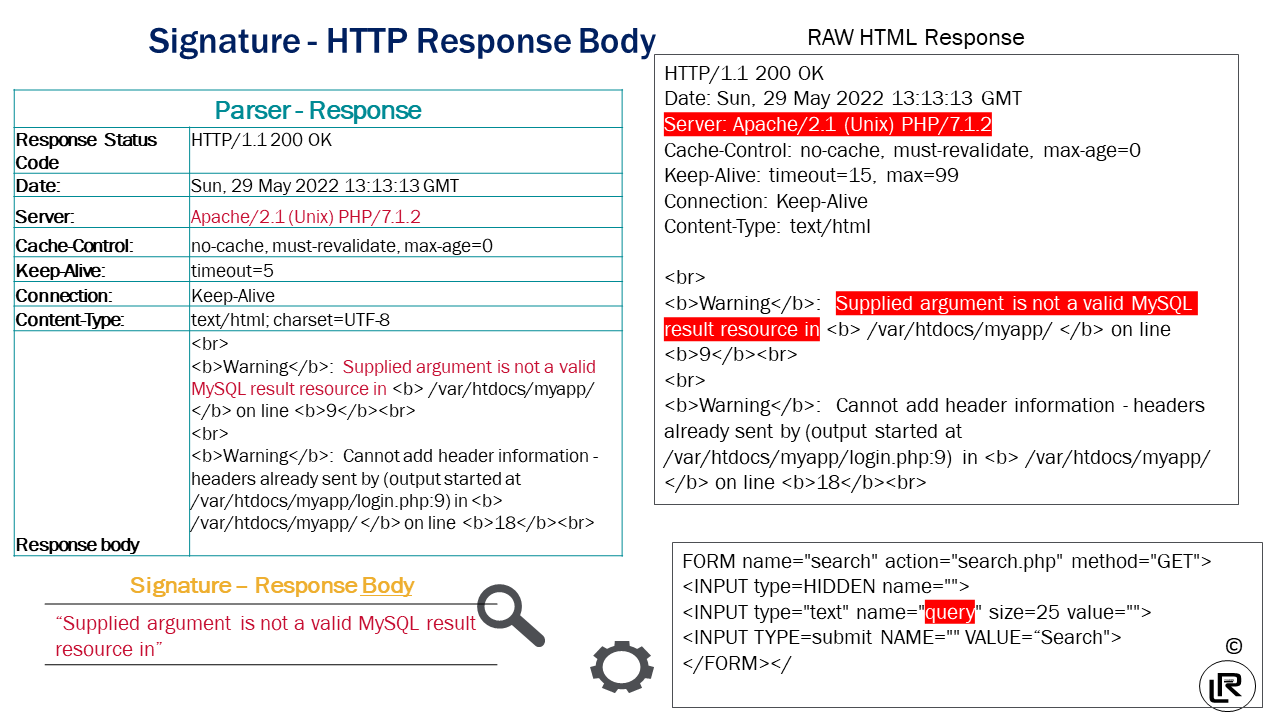 Signature - HTTP Response Body
Parser - Response
Response Status Code HTTP/1.1 200 OK
Date: Sun, 29 May 2022 13:13:13 GMT
Server: Apache/2.1 (Unix) PHP/7.1.2
Cache-Control: no-cache, must-revalidate, max-age=0
Keep-Alive: timeout=5
Connection: Keep-Alive
Content-Type: text/html; charset=UTF-8
<br>
<b>Warning</b>:  Supplied argument is not a valid
MySQL result resource in <b> /var/htdocs/myapp/
</b> on line <b>9</b><br>
<br>
<b>Warning</b>:  Cannot add header information -
headers already sent by (output started at
/var/htdocs/myapp/login.php:9) in <b>
/var/htdocs/myapp/ </b> on line <b>18</b><br>
Response body
Signature – Response Body
“Supplied argument is not a valid MySQL result
resource in”
RAW HTML Response
HTTP/1.1 200 OK
Date: Sun, 29 May 2022 13:13:13 GMT
Server: Apache/2.1 (Unix) PHP/7.1.2
Cache-Control: no-cache, must-revalidate, max-age=0
Keep-Alive: timeout=15, max=99
Connection: Keep-Alive
Content-Type: text/html
<br>
<b>Warning</b>:  Supplied argument is not a valid MySQL
result resource in <b> /var/htdocs/myapp/ </b> on line
<b>9</b><br>
<br>
<b>Warning</b>:  Cannot add header information - headers
already sent by (output started at
/var/htdocs/myapp/login.php:9) in <b> /var/htdocs/myapp/
</b> on line <b>18</b><br>
FORM name="search" action="search.php" method="GET">
<INPUT type=HIDDEN name="">
<INPUT type="text" name="query" size=25 value="">
<INPUT TYPE=submit NAME="" VALUE=“Search">
</FORM></
©
LR